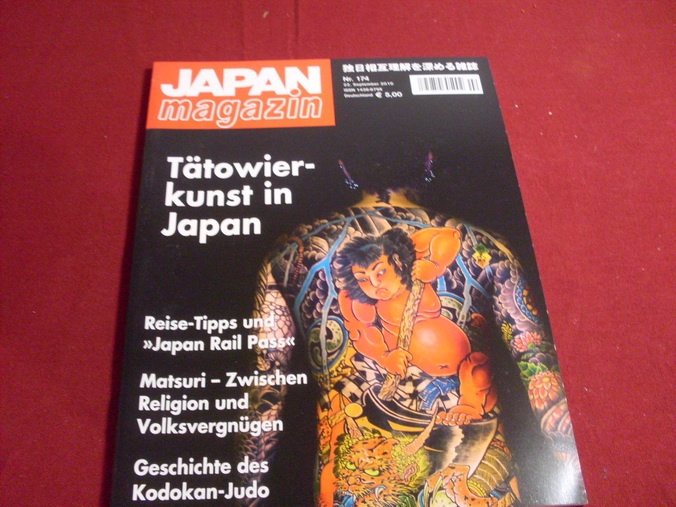 JAPAN
magazin
独日相互理解を深める雑誌
Nr. 174
Deutschland € 5,00
Tätowier-
kunst in
Japan
Reise-Tipps und
»Japan Rail Pass«
Matsuri – Zwischen
Religion und
Volksvergnügen
Geschichte des
Kodokan-Judo